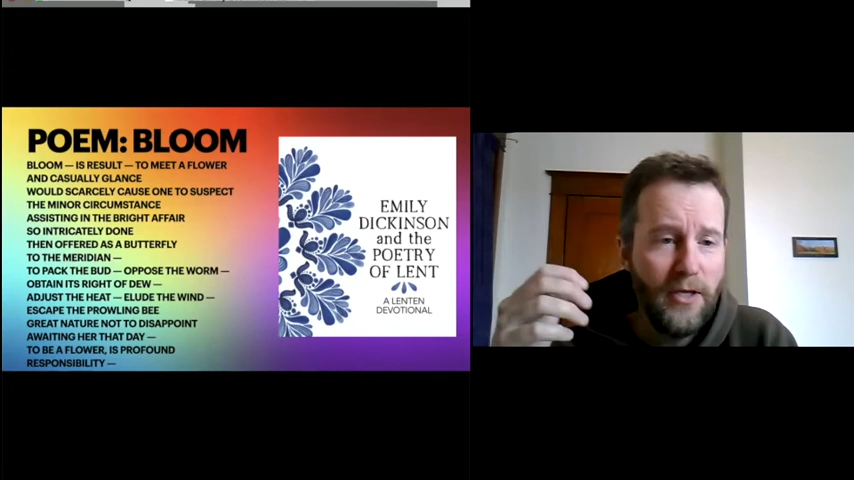 POEM: BLOOM
BLOOM — IS RESULT — TO MEET A FLOWER
AND CASUALLY GLANCE
WOULD SCARCELY CAUSE ONE TO SUSPECT
THE MINOR CIRCUMSTANCE
ASSISTING IN THE BRIGHT AFFAIR
SO INTRICATELY DONE
THEN OFFERED AS A BUTTERFLY
TO THE MERIDIAN —
TO PACK THE BUD — OPPOSE THE WORM —
OBTAIN ITS RIGHT OF DEW —
ADJUST THE HEAT — ELUDE THE WIND —
ESCAPE THE PROWLING BEE
GREAT NATURE NOT TO DISAPPOINT
AWAITING HER THAT DAY —
TO BE A FLOWER, IS PROFOUND
RESPONSIBILITY —
EMILY
DICKINSON
and the
POETRY
OF LENT
A LENTEN
DEVOTIONAL